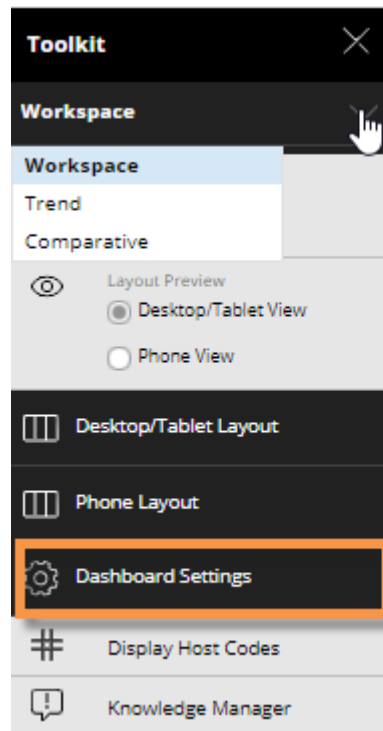 Toolkit
Workspace
Workspace
Trend
Comparative
Layout Preview
Desktop/Tablet View
Phone View
Desktop/Tablet Layout
Phone Layout
Dashboard Settings
Display Host Codes
Knowledge Manager